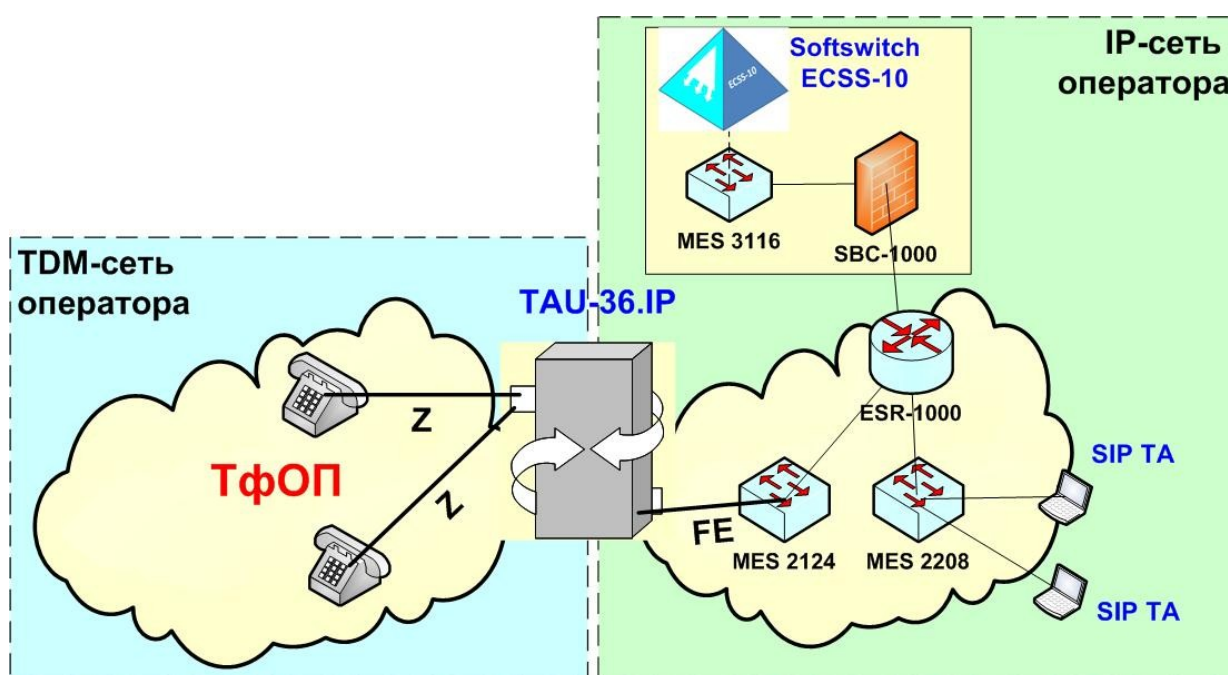 Softswitch
ECSS-10
ECSS-10
IP-сеть
оператора
MES 3116
SBC-1000
TDM-сеть
оператора
TAU-36.IP
ESR-1000
Z
ТфОП
Z
SIP TA
FE
MES 2124
MES 2208
SIP TA